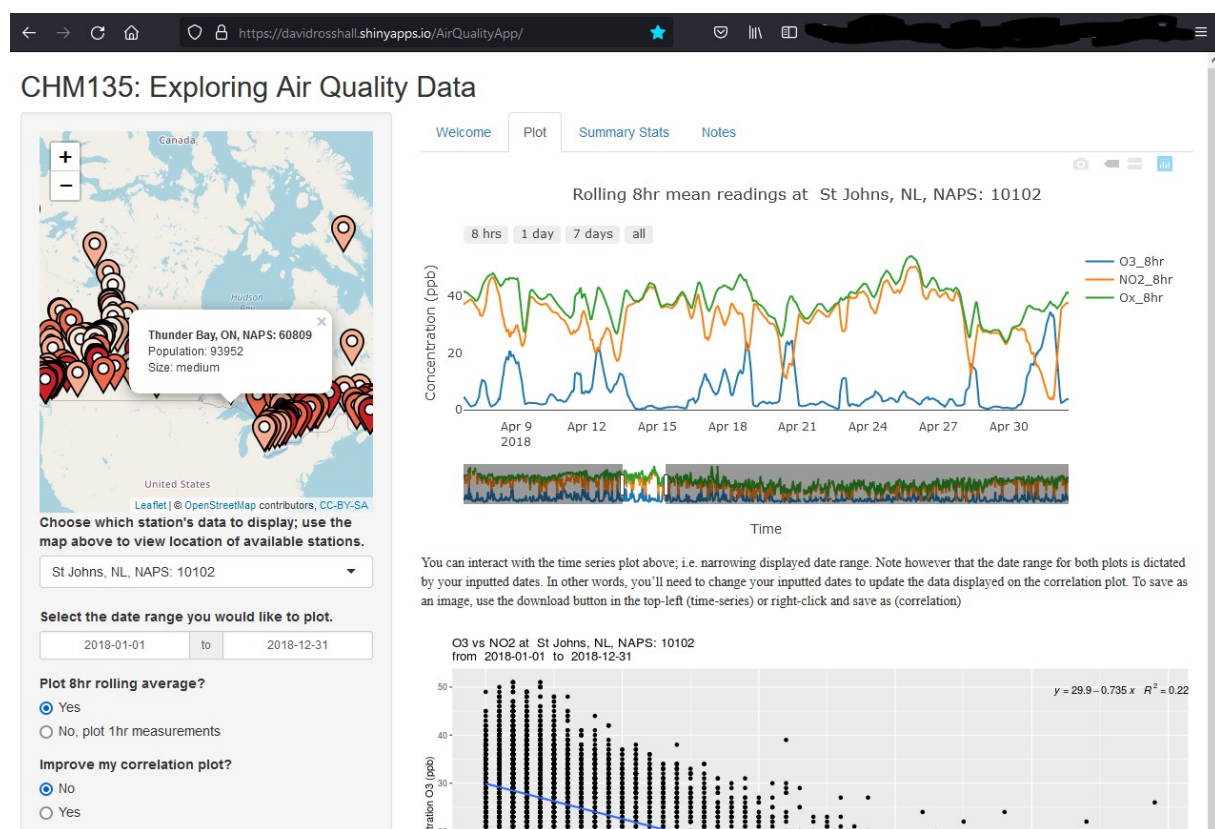 https://davidrosshall.shinyapps.io/AirQualityApp/
CHM135: Exploring Air Quality Data
+
−
Canada
Hudson
Thunder Bay, ON, NAPS: 60809
Population: 93952
Size: medium
×
United States
Leaflet | © OpenStreetMap contributors, CC-BY-SA
Choose which station's data to display; use the
map above to view location of available stations.
St Johns, NL, NAPS: 10102
Select the date range you would like to plot.
2018-01-01 to 2018-12-31
Plot 8hr rolling average?
Yes
No, plot 1hr measurements
Improve my correlation plot?
No
Yes
Welcome Plot Summary Stats Notes
Rolling 8hr mean readings at St Johns, NL, NAPS: 10102
8 hrs 1 day 7 days all
O3_8hr
NO2_8hr
Ox_8hr
Concentration (ppb)
40
20
0
Apr 9 Apr 12 Apr 15 Apr 18 Apr 21 Apr 24 Apr 27 Apr 30
2018
Time
You can interact with the time series plot above; i.e. narrowing displayed date range. Note however that the date range for both plots is dictated
by your inputted dates. In other words, you'll need to change your inputted dates to update the data displayed on the correlation plot. To save as
an image, use the download button in the top-left (time-series) or right-click and save as (correlation)
O3 vs NO2 at St Johns, NL, NAPS: 10102
from 2018-01-01 to 2018-12-31
y = 29.9 − 0.735 x R² = 0.22
50
40
30
O3 (ppb)